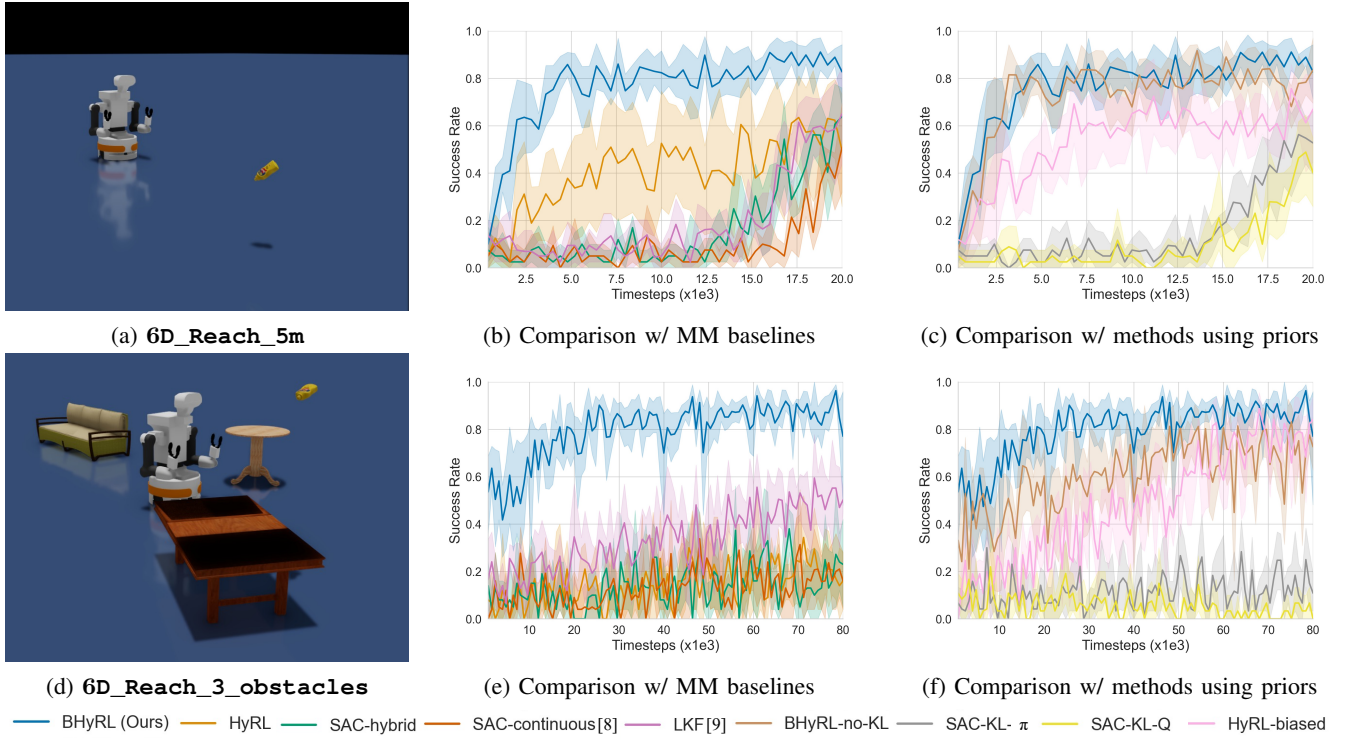 1.0
0.8
0.6
0.4
0.2
0.0
Success Rate
2.5 5.0 7.5 10.0 12.5 15.0 17.5 20.0
Timesteps (x1e3)
1.0
0.8
0.6
0.4
0.2
0.0
Success Rate
2.5 5.0 7.5 10.0 12.5 15.0 17.5 20.0
Timesteps (x1e3)
(a) 6D_Reach_5m
(b) Comparison w/ MM baselines
(c) Comparison w/ methods using priors
1.0
0.8
0.6
0.4
0.2
0.0
Success Rate
10 20 30 40 50 60 70 80
Timesteps (x1e3)
1.0
0.8
0.6
0.4
0.2
0.0
Success Rate
10 20 30 40 50 60 70 80
Timesteps (x1e3)
(d) 6D_Reach_3_obstacles
(e) Comparison w/ MM baselines
(f) Comparison w/ methods using priors
BHyRL (Ours) HyRL SAC-hybrid SAC-continuous[8] LKF[9] BHyRL-no-KL SAC-KL- π SAC-KL-Q HyRL-biased